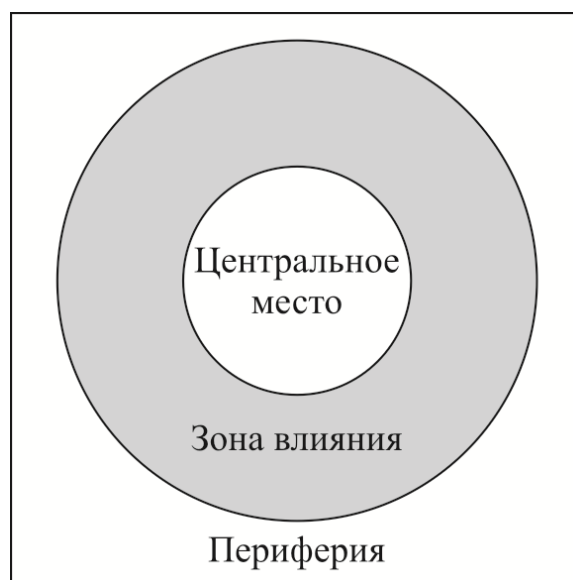 Центральное
место
Зона влияния
Периферия